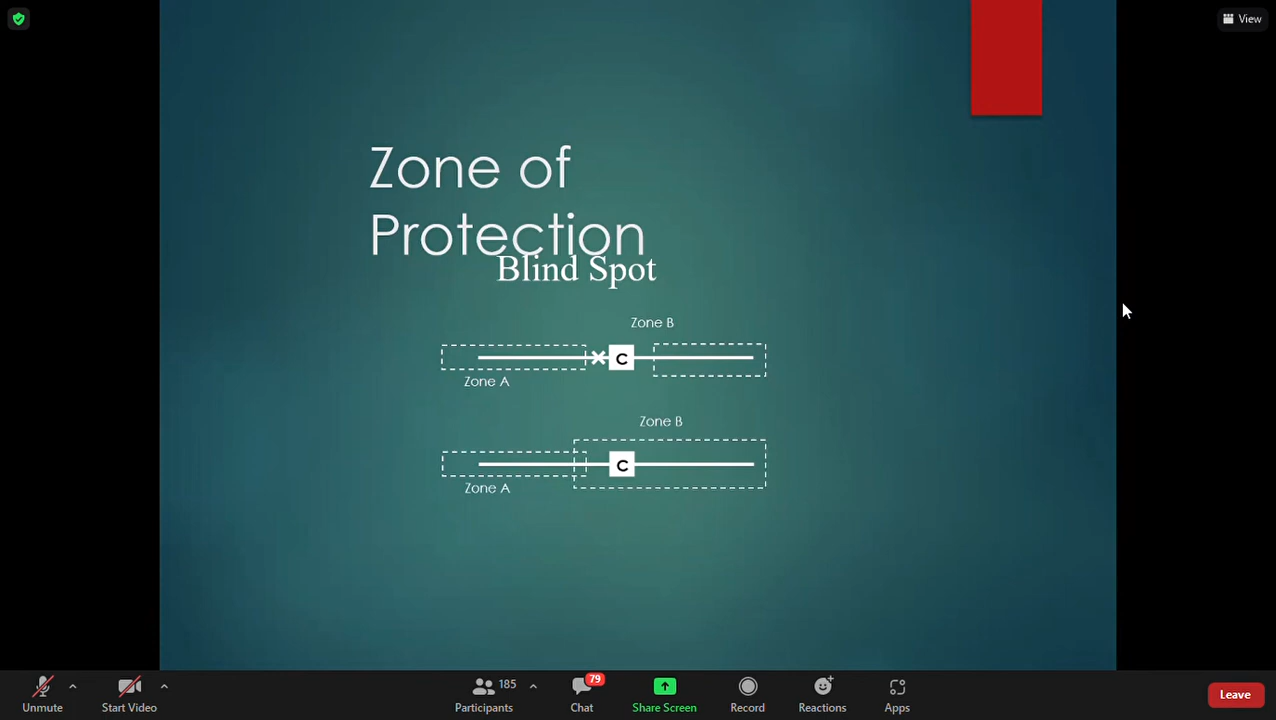 View
Zone of
Protection
Blind Spot
Zone B
C
Zone A
Zone B
C
Zone A
Unmute
Start Video
185
Participants
79
Chat
Share Screen
Record
Reactions
Apps
Leave